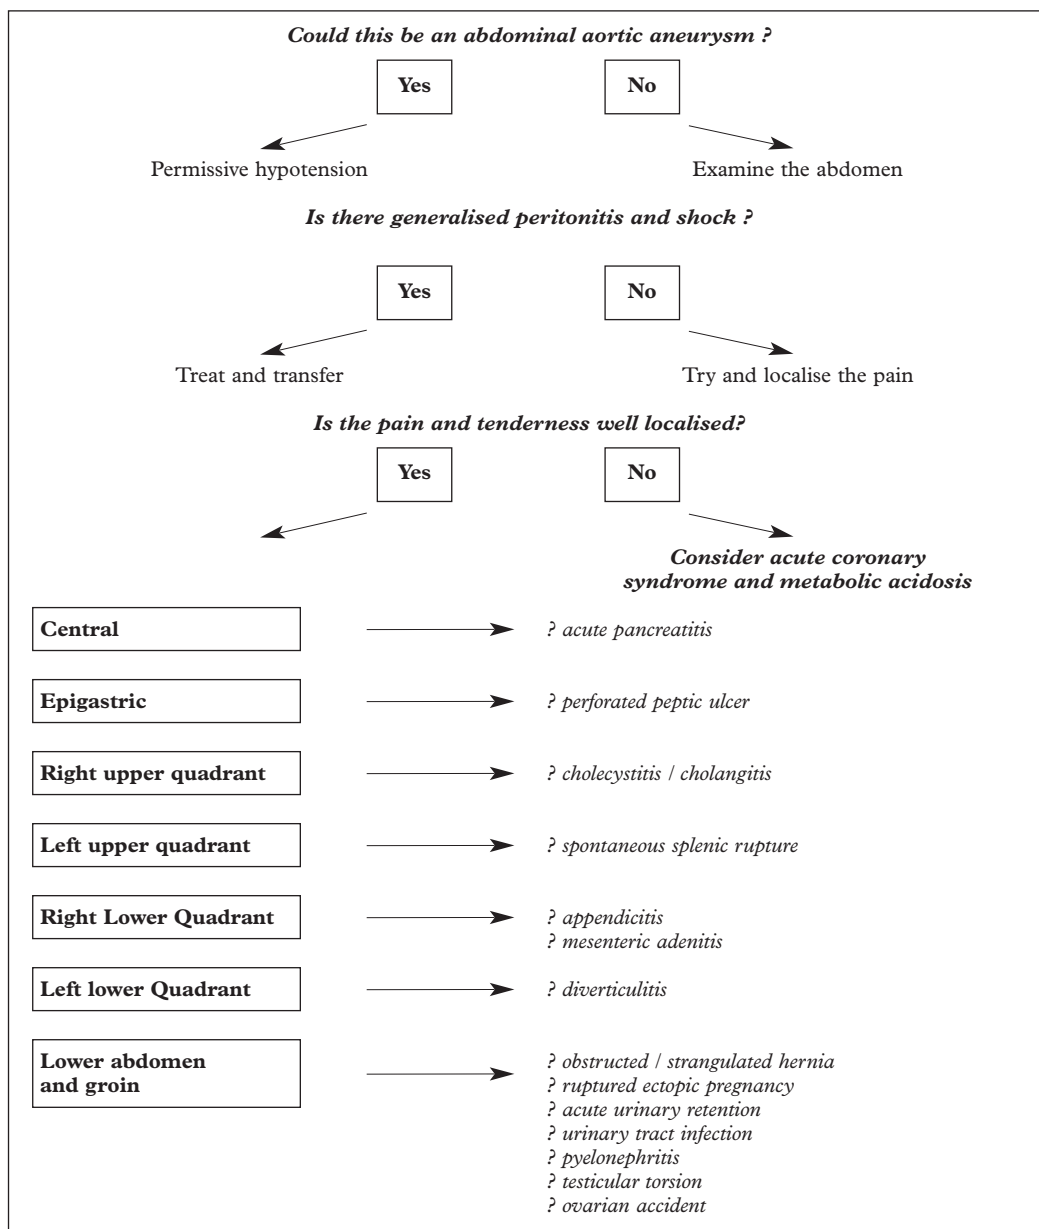 Could this be an abdominal aortic aneurysm ?
Yes No
Permissive hypotension Examine the abdomen
Is there generalised peritonitis and shock ?
Yes No
Treat and transfer Try and localise the pain
Is the pain and tenderness well localised?
Yes No
Consider acute coronary
syndrome and metabolic acidosis
Central ? acute pancreatitis
Epigastric ? perforated peptic ulcer
Right upper quadrant ? cholecystitis / cholangitis
Left upper quadrant ? spontaneous splenic rupture
Right Lower Quadrant ? appendicitis
? mesenteric adenitis
Left lower Quadrant ? diverticulitis
Lower abdomen ? obstructed / strangulated hernia
and groin ? ruptured ectopic pregnancy
? acute urinary retention
? urinary tract infection
? pyelonephritis
? testicular torsion
? ovarian accident